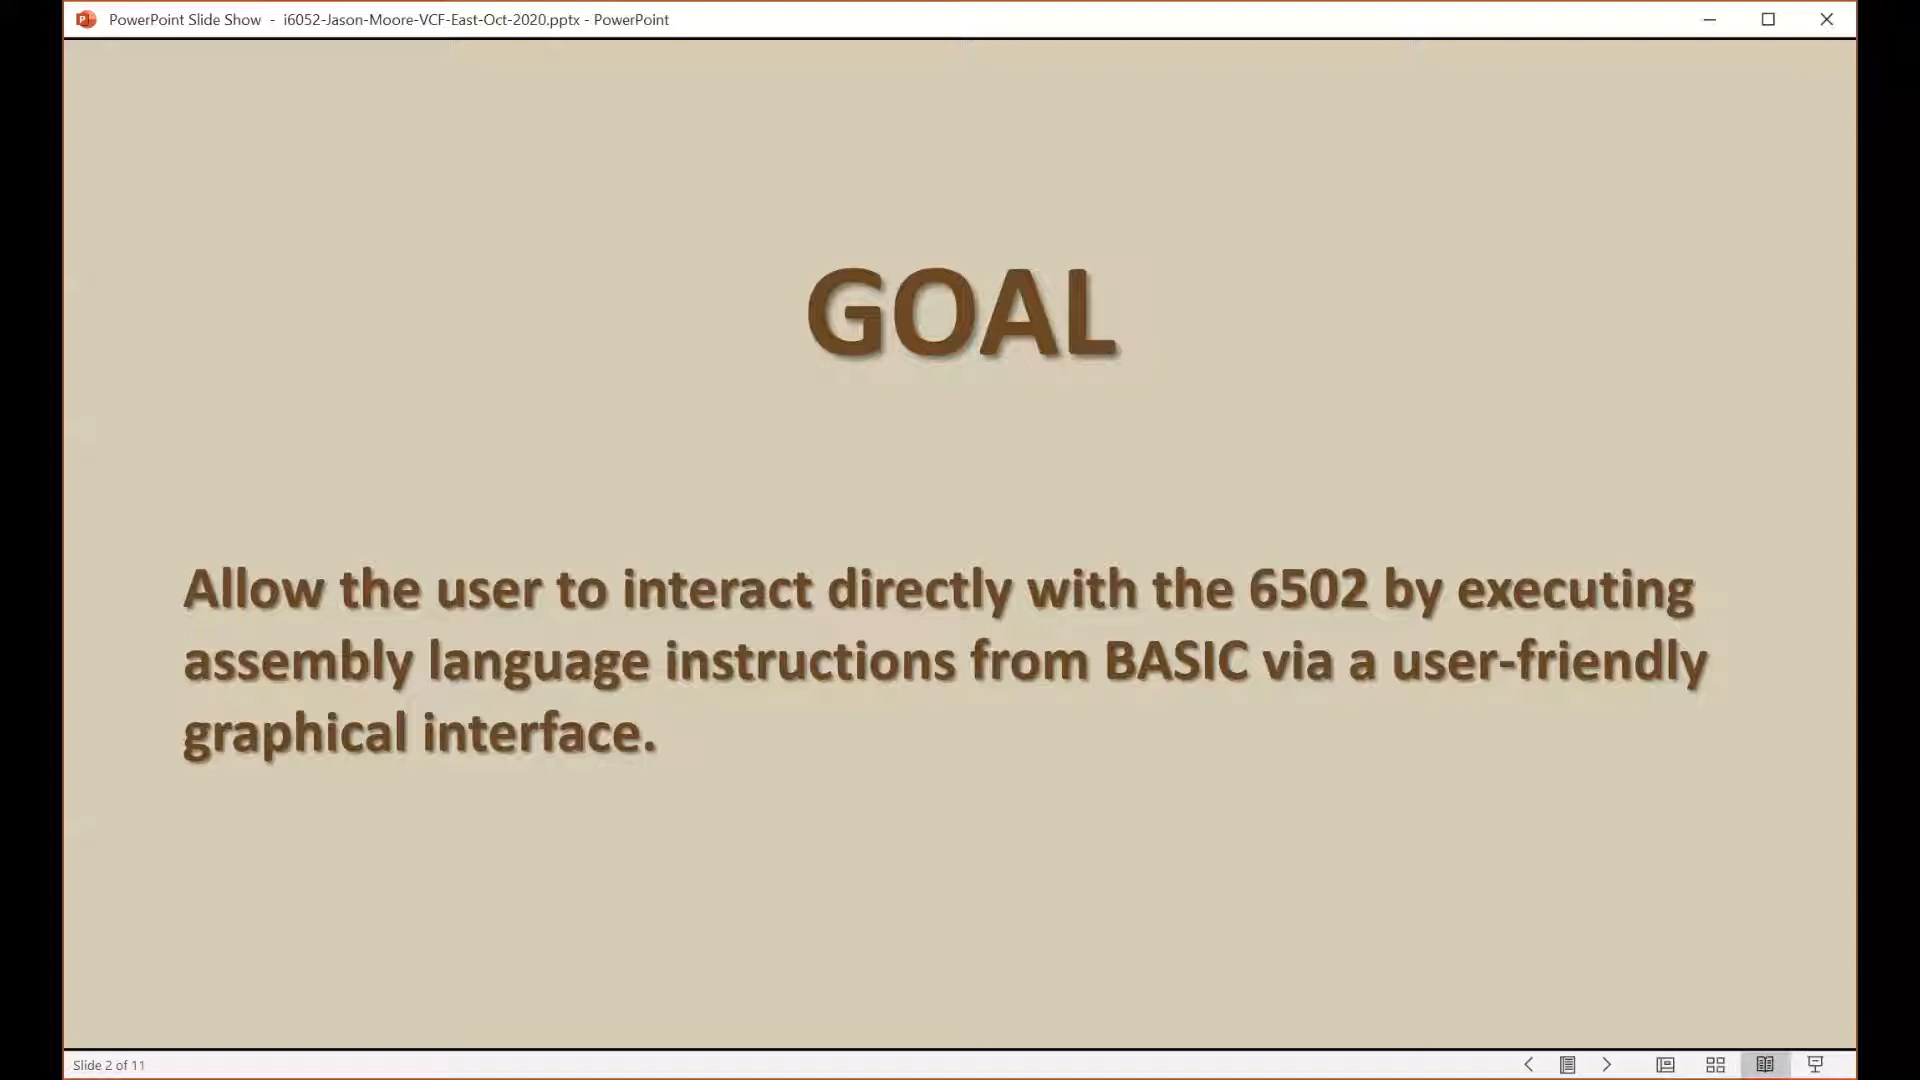 PowerPoint Slide Show - i6052-Jason-Moore-VCF-East-Oct-2020.pptx - PowerPoint
GOAL
Allow the user to interact directly with the 6502 by executing
assembly language instructions from BASIC via a user-friendly
graphical interface.
Slide 2 of 11